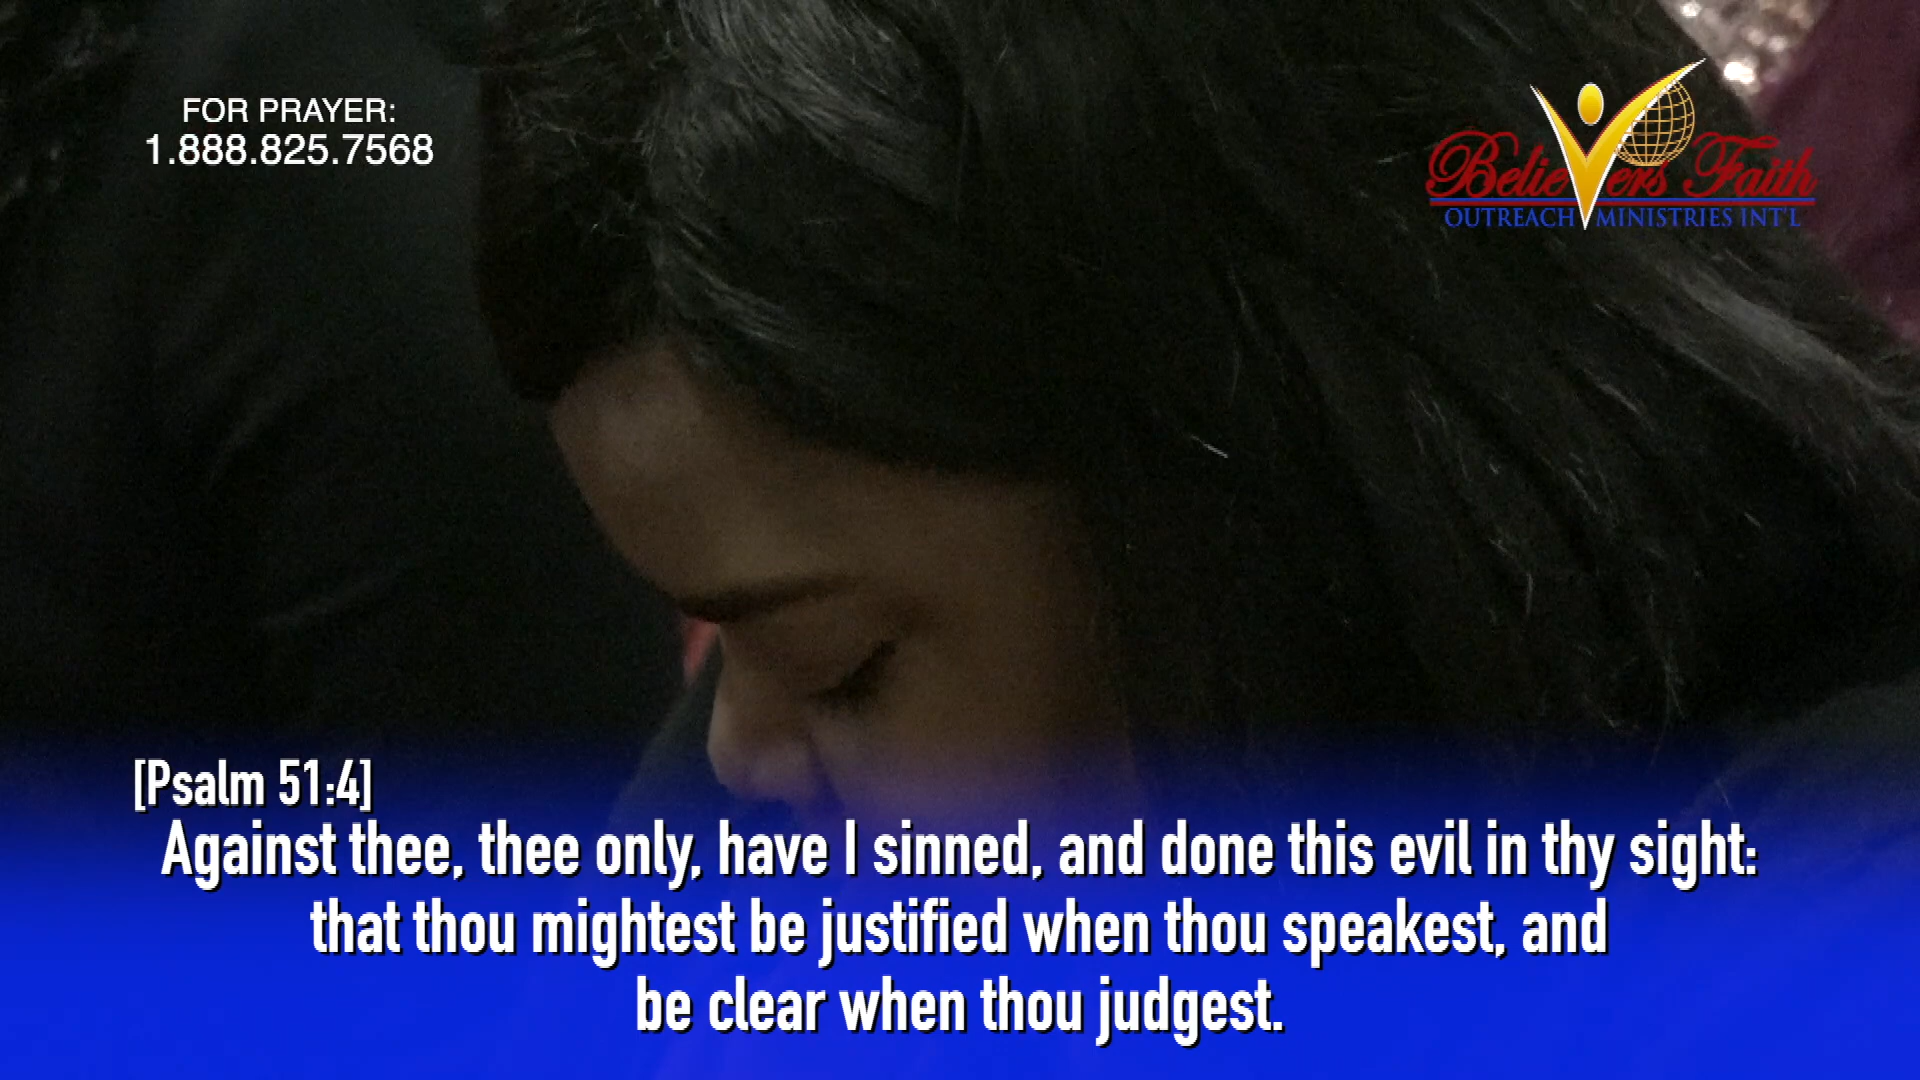 FOR PRAYER:
1.888.825.7568
Believers Faith
OUTREACH MINISTRIES INT'L
[Psalm 51:4]
Against thee, thee only, have I sinned, and done this evil in thy sight:
that thou mightest be justified when thou speakest, and
be clear when thou judgest.